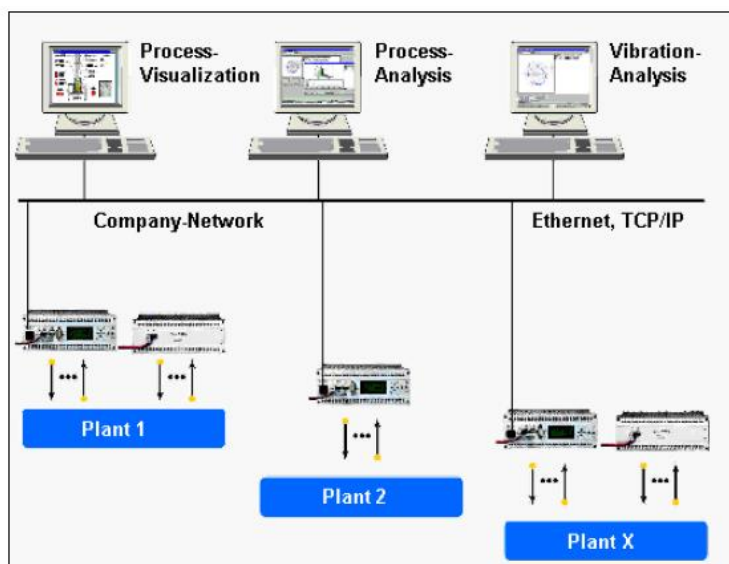 Process-
Visualization
Process-
Analysis
Vibration-
Analysis
Company-Network
Ethernet, TCP/IP
Plant 1
Plant 2
Plant X